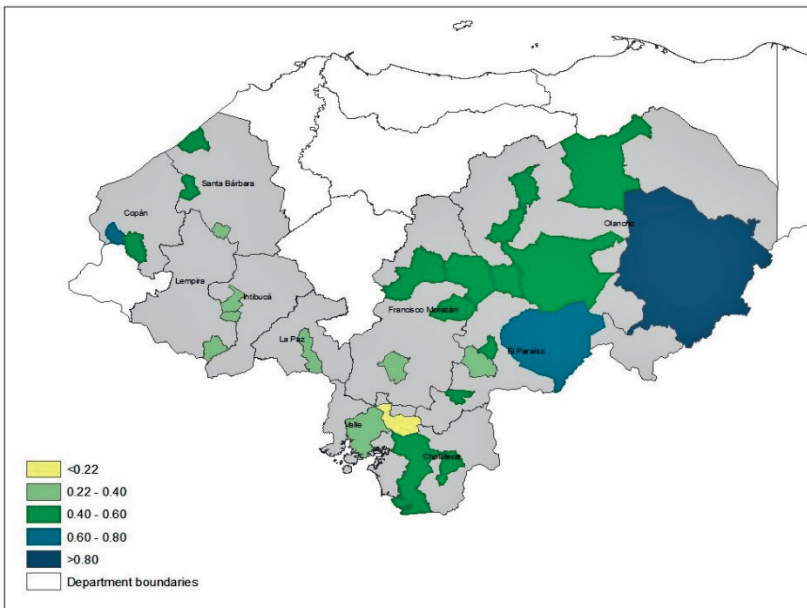 Santa Bárbara
Copán
Olancho
Lempira
Intibucá
Francisco Morazán
La Paz
El Paraíso
Valle
Choluteca
<0.22
0.22 - 0.40
0.40 - 0.60
0.60 - 0.80
>0.80
Department boundaries